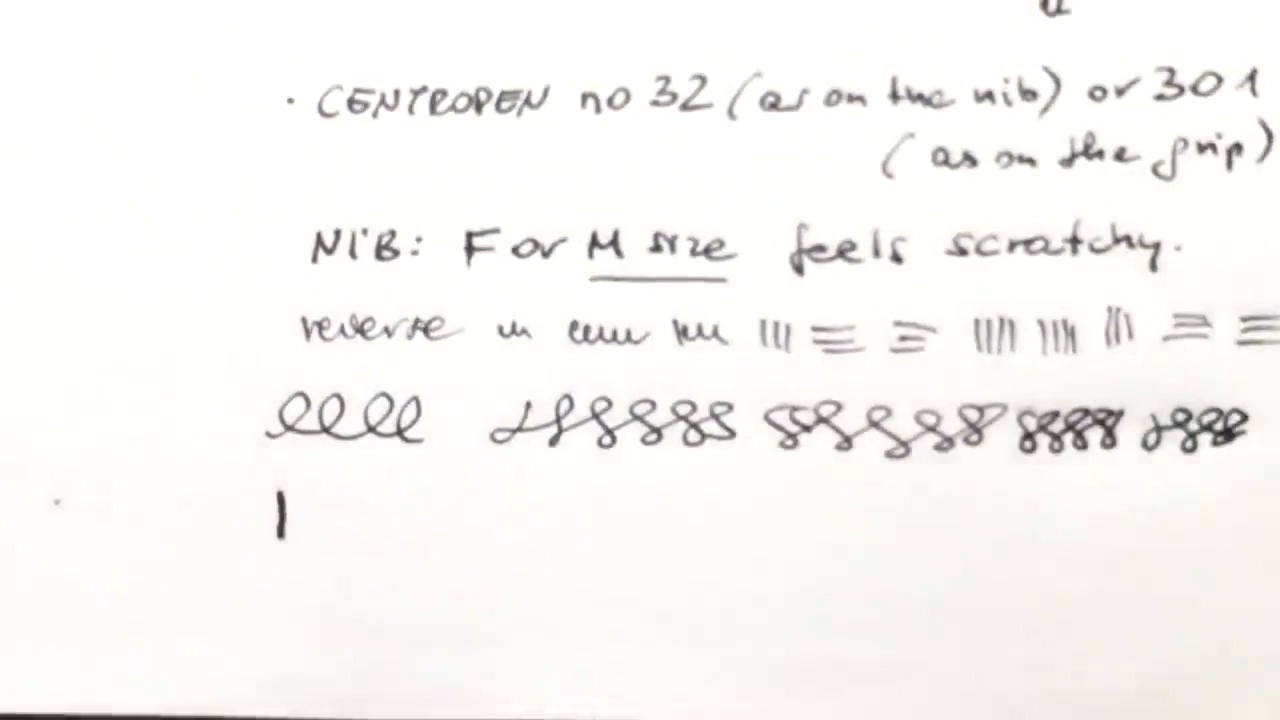 · CENTROPEN no 32 (as on the nib) or 301
(as on the grip)
NIB: F or M size feels scratchy.
reverse